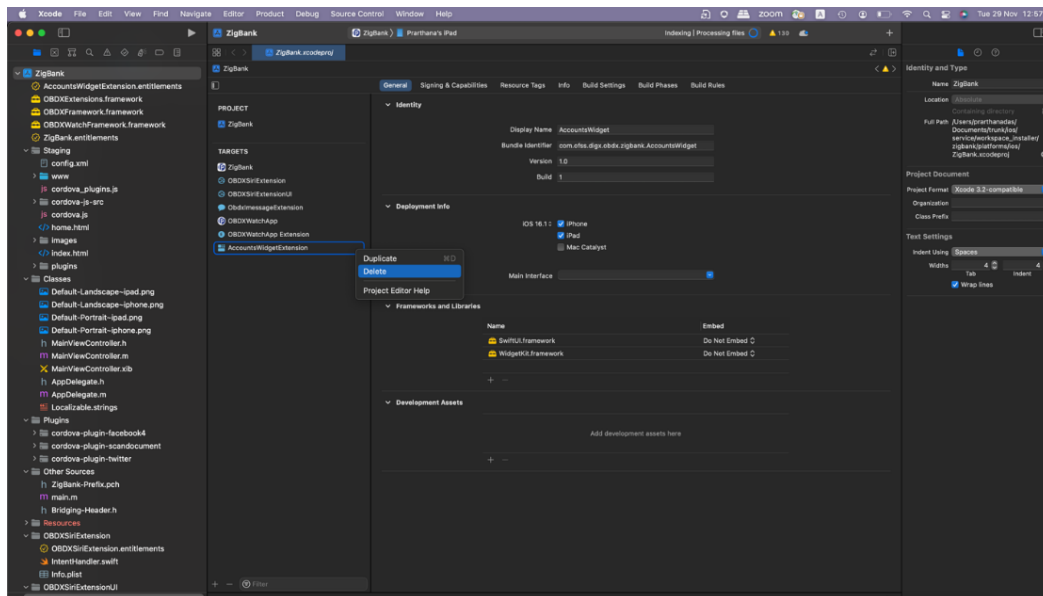 Xcode File Edit View Find Navigate Editor Product Debug Source Control Window Help
zoom
Tue 29 Nov 12:57
ZigBank
ZigBank
Prarthana's iPad
Indexing | Processing files
133
ZigBank.xcodeproj
ZigBank
ZigBank
AccountsWidgetExtension.entitlements
OBDXExtensions.framework
OBDXFramework.framework
OBDXWatchFramework.framework
ZigBank.entitlements
Staging
config.xml
www
cordova_plugins.js
cordova-js-src
cordova.js
home.html
images
index.html
plugins
Classes
Default-Landscape~ipad.png
Default-Landscape~iphone.png
Default-Portrait~ipad.png
Default-Portrait~iphone.png
MainViewController.h
MainViewController.m
MainViewController.xib
AppDelegate.h
AppDelegate.m
Localizable.strings
Plugins
cordova-plugin-facebook4
cordova-plugin-scandocument
cordova-plugin-twitter
Other Sources
ZigBank-Prefix.pch
main.m
Bridging-Header.h
Resources
OBDXSiriExtension
OBDXSiriExtension.entitlements
IntentHandler.swift
Info.plist
OBDXSiriExtensionUI
PROJECT
ZigBank
TARGETS
ZigBank
OBDXSiriExtension
OBDXSiriExtensionUI
ObdxImessageExtension
OBDXWatchApp
OBDXWatchApp Extension
AccountsWidgetExtension
Filter
Duplicate ⌘D
Delete
Project Editor Help
General Signing & Capabilities Resource Tags Info Build Settings Build Phases Build Rules
Identity
Display Name AccountsWidget
Bundle Identifier com.ofss.digx.obdx.zigbank.AccountsWidget
Version 1.0
Build 1
Deployment Info
iOS 16.1
iPhone
iPad
Mac Catalyst
Main Interface
Frameworks and Libraries
Name Embed
SwiftUI.framework Do Not Embed
WidgetKit.framework Do Not Embed
Development Assets
Add development assets here
Identity and Type
Name ZigBank
Location Absolute
Containing directory
Full Path /Users/prarthanadas/
Documents/trunk/ios/
service/workspace_installer/
zigbank/platforms/ios/
ZigBank.xcodeproj
Project Document
Project Format Xcode 3.2-compatible
Organization
Class Prefix
Text Settings
Indent Using Spaces
Widths 4 4
Tab Indent
Wrap lines